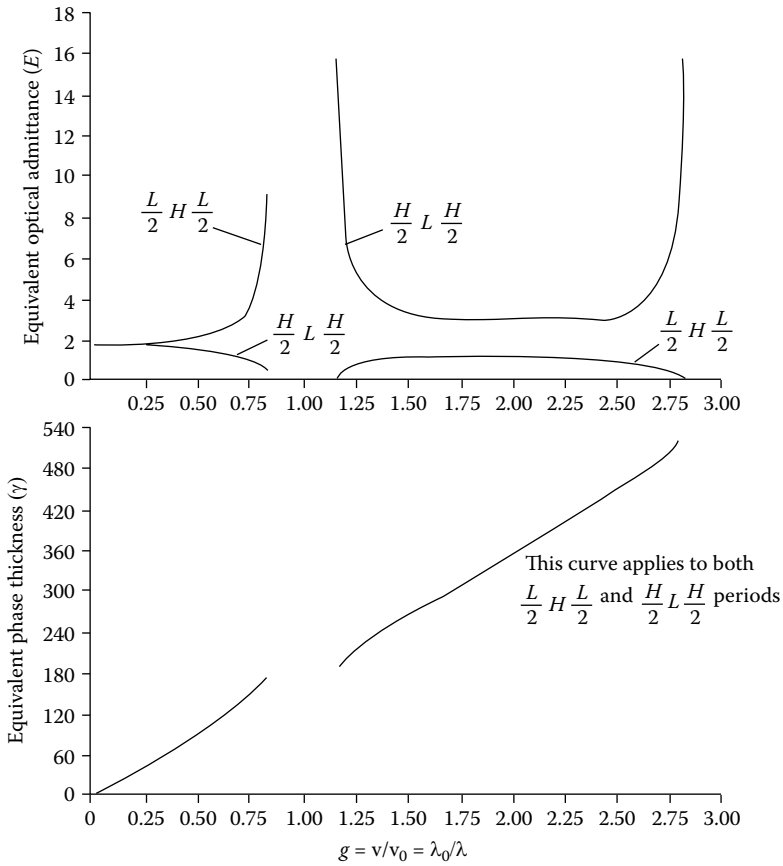 Equivalent optical admittance (E)
18
16
14
12
10
8
6
4
2
0
L/2 H L/2
H/2 L H/2
H/2 L H/2
L/2 H L/2
0.25 0.50 0.75 1.00 1.25 1.50 1.75 2.00 2.25 2.50 2.75 3.00
Equivalent phase thickness (γ)
540
480
420
360
300
240
180
120
60
0
This curve applies to both
L/2 H L/2 and H/2 L H/2 periods
0 0.25 0.50 0.75 1.00 1.25 1.50 1.75 2.00 2.25 2.50 2.75 3.00
g = v/v₀ = λ₀/λ